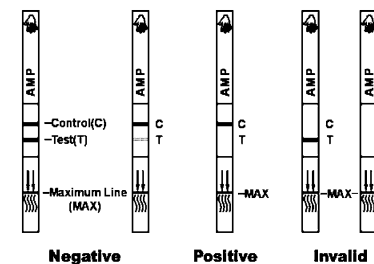 AMP AMP AMP AMP AMP
Control(C) C C C
Test(T) T T T
Maximum Line MAX MAX
(MAX)
Negative Positive Invalid